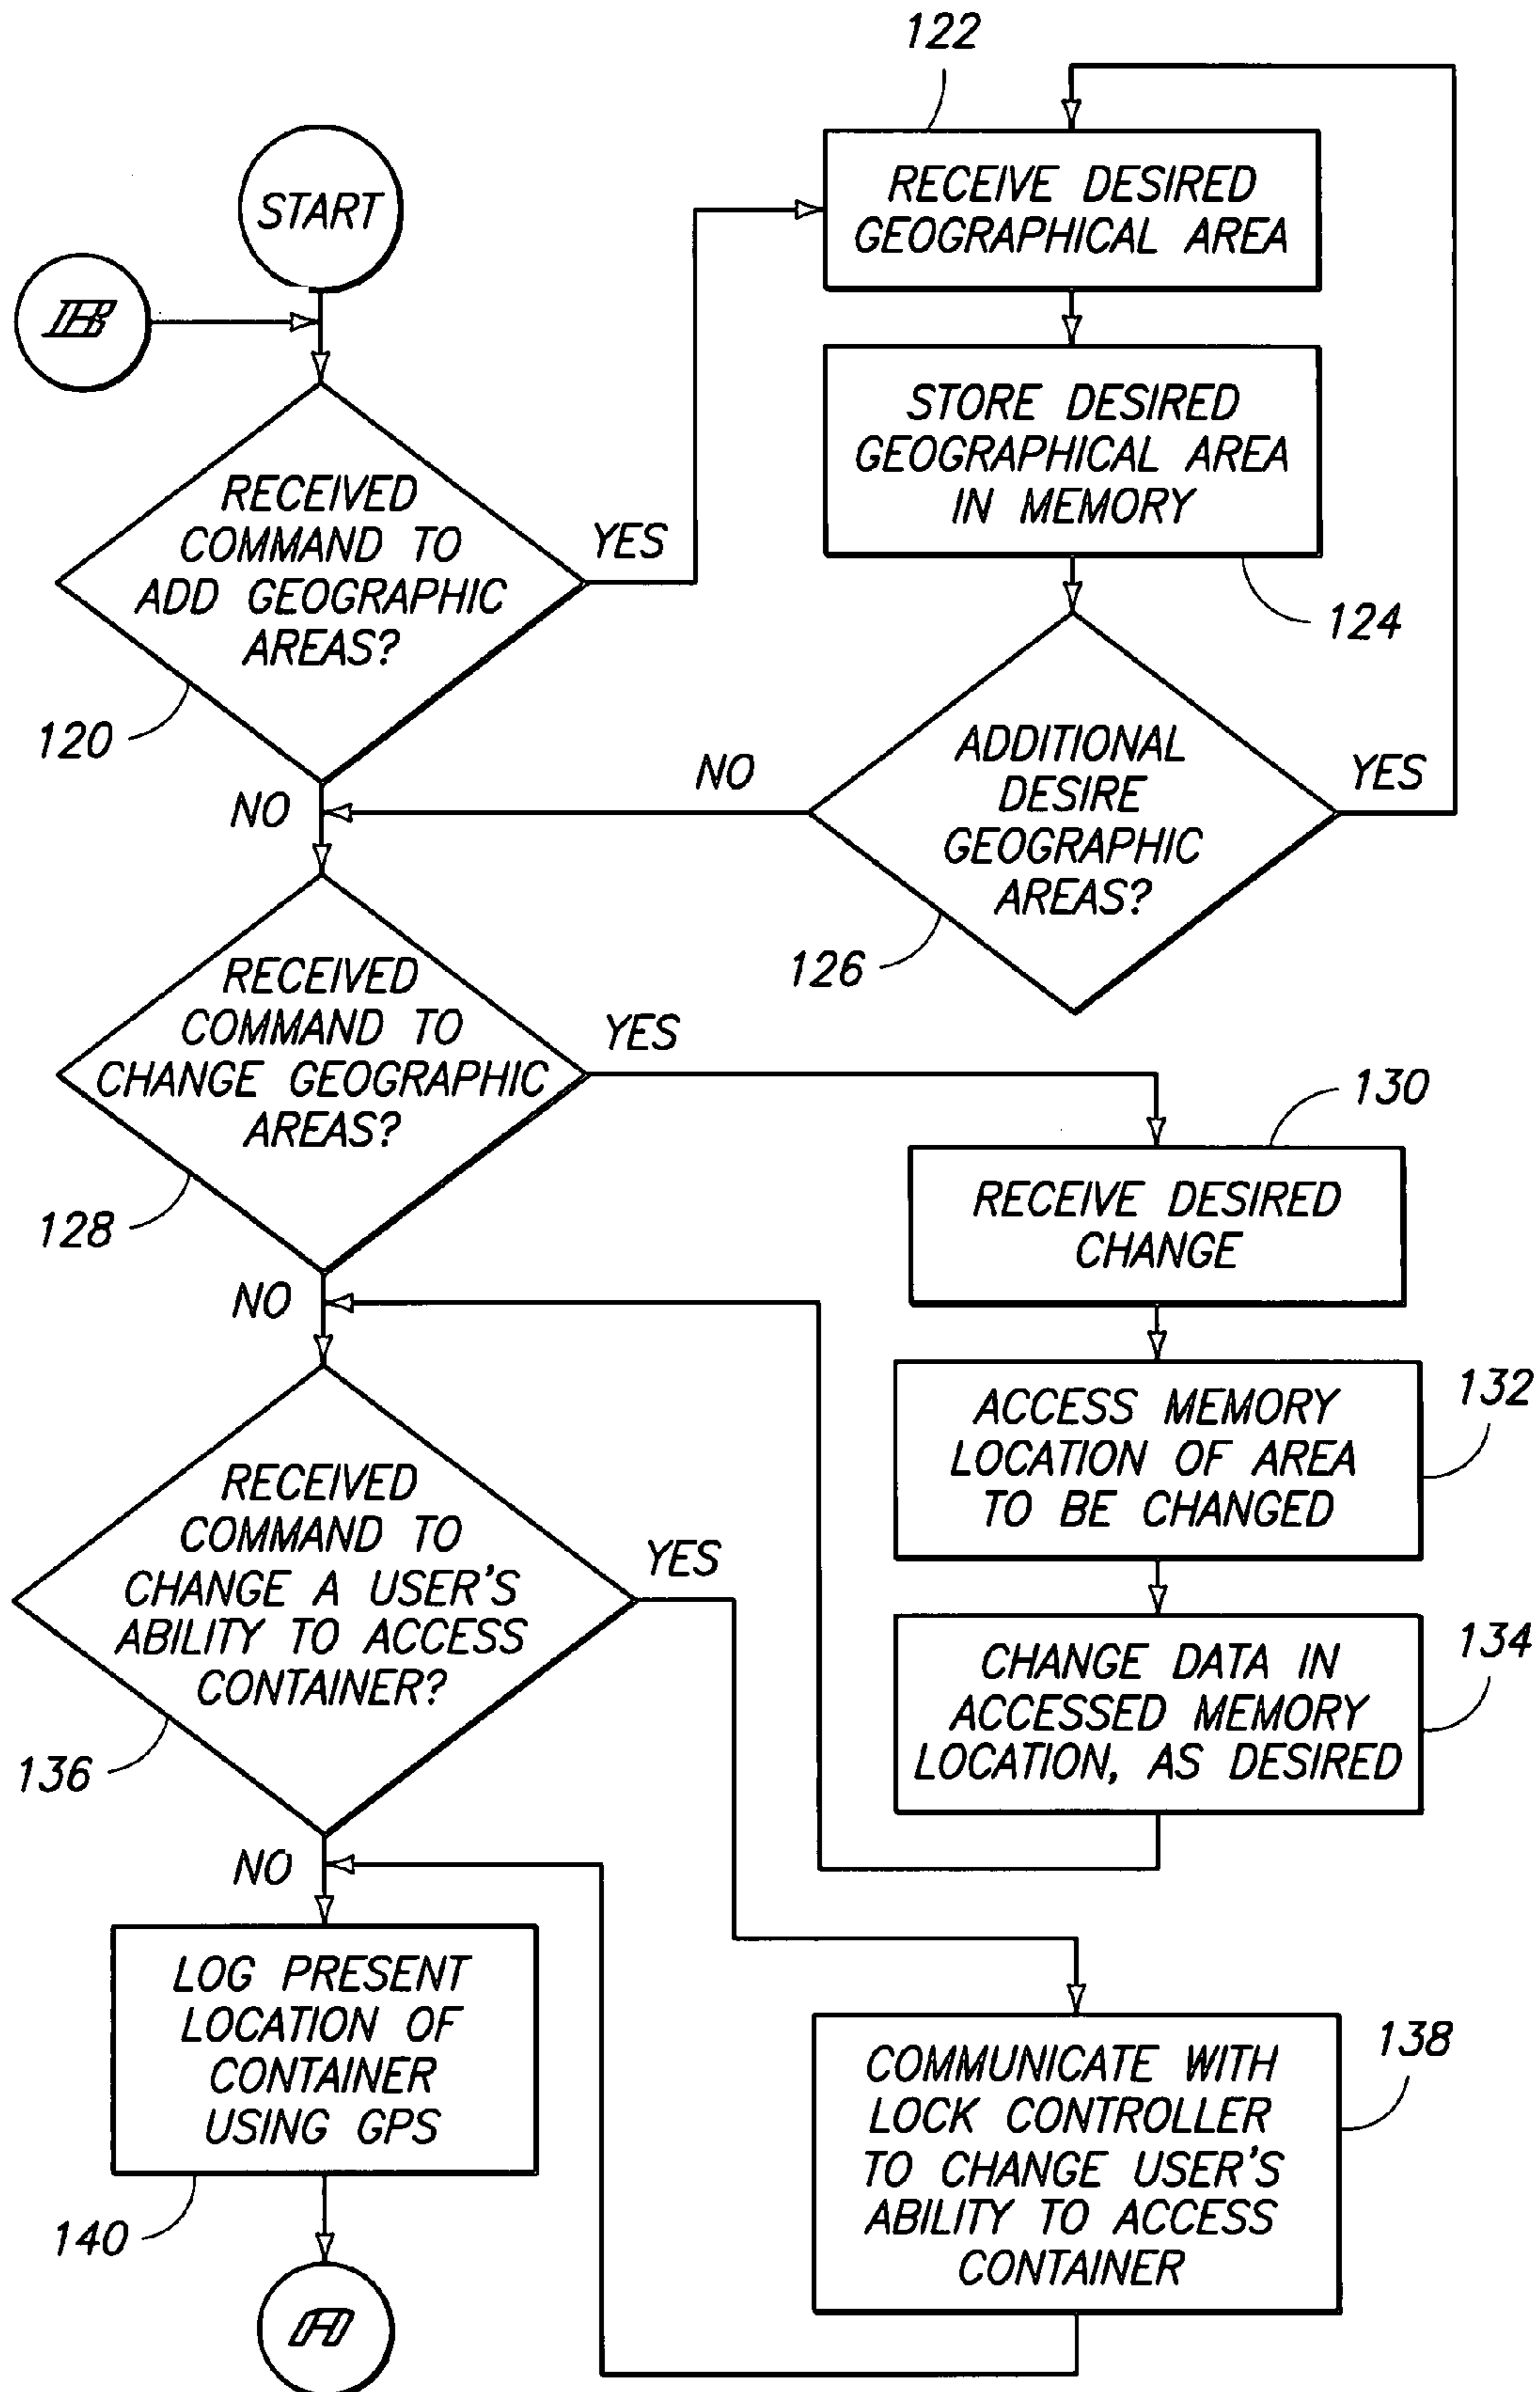 122
START
RECEIVE DESIRED
GEOGRAPHICAL AREA
B
STORE DESIRED
GEOGRAPHICAL AREA
IN MEMORY
124
RECEIVED
COMMAND TO
ADD GEOGRAPHIC
AREAS?
YES
120
NO
ADDITIONAL
DESIRE
GEOGRAPHIC
AREAS?
NO
YES
126
RECEIVED
COMMAND TO
CHANGE GEOGRAPHIC
AREAS?
YES
128
NO
130
RECEIVE DESIRED
CHANGE
ACCESS MEMORY
LOCATION OF AREA
TO BE CHANGED
132
CHANGE DATA IN
ACCESSED MEMORY
LOCATION, AS DESIRED
134
RECEIVED
COMMAND TO
CHANGE A USER'S
ABILITY TO ACCESS
CONTAINER?
YES
136
NO
LOG PRESENT
LOCATION OF
CONTAINER
USING GPS
140
COMMUNICATE WITH
LOCK CONTROLLER
TO CHANGE USER'S
ABILITY TO ACCESS
CONTAINER
138
A